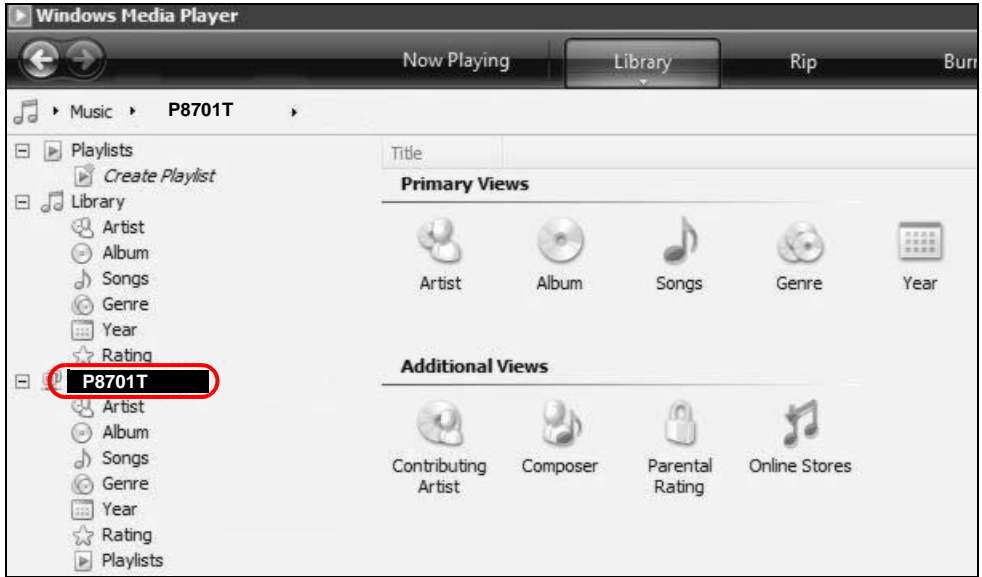 Windows Media Player
Now Playing Library Rip Burn
Music P8701T
Playlists
Create Playlist
Library
Artist
Album
Songs
Genre
Year
Rating
P8701T
Artist
Album
Songs
Genre
Year
Rating
Playlists
Title
Primary Views
Artist Album Songs Genre Year
Additional Views
Contributing Artist
Composer
Parental Rating
Online Stores